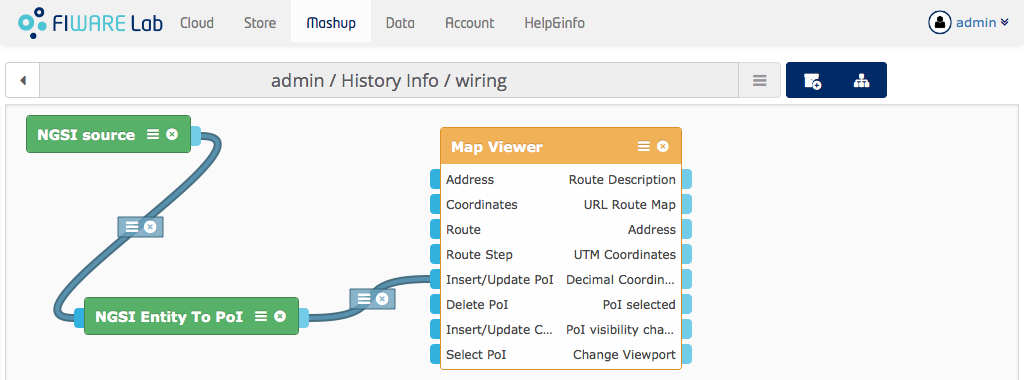 FIWARE Lab Cloud Store Mashup Data Account Help&info admin
admin / History Info / wiring
NGSI source
Map Viewer
Address Route Description
Coordinates URL Route Map
Route Address
Route Step UTM Coordinates
Insert/Update PoI Decimal Coordin...
Delete PoI PoI selected
Insert/Update C... PoI visibility cha...
Select PoI Change Viewport
NGSI Entity To PoI